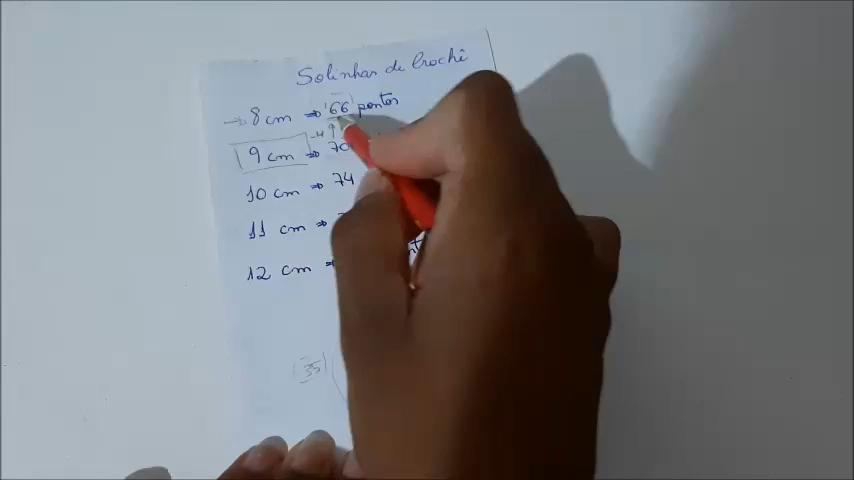 Solinhas de Crochê
→ 8 cm ⇒ 66 pontos
-4
9 cm ⇒ 70
10 cm ⇒ 74
11 cm ⇒
12 cm ⇒
(35)